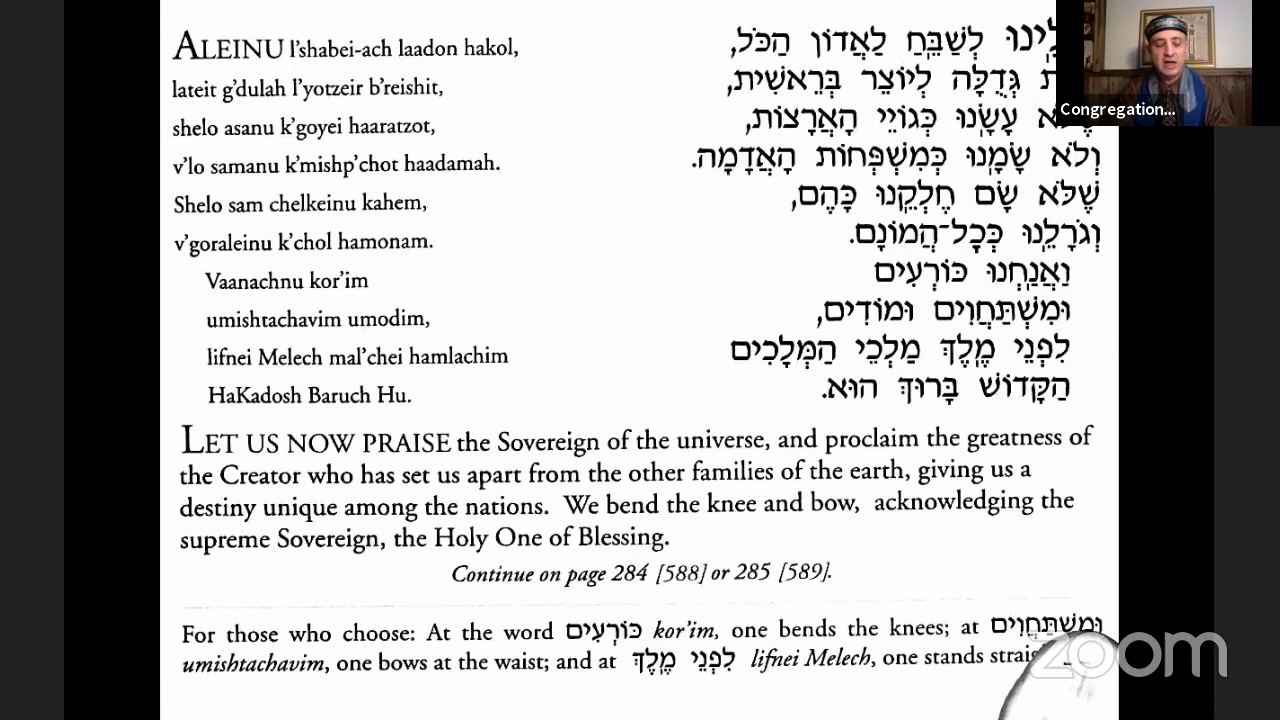 ALEINU l'shabei-ach laadon hakol,
lateit g'dulah l'yotzeir b'reishit,
shelo asanu k'goyei haaratzot,
v'lo samanu k'mishp'chot haadamah.
Shelo sam chelkeinu kahem,
v'goraleinu k'chol hamonam.
Vaanachnu kor'im
umishtachavim umodim,
lifnei Melech mal'chei hamlachim
HaKadosh Baruch Hu.
לְשַׁבֵּֽחַ לַאֲדוֹן הַכֹּל,
גְּדֻלָּה לְיוֹצֵר בְּרֵאשִׁית,
עָשָֽׂנוּ כְּגוֹיֵי הָאֲרָצוֹת,
וְלֹא שָׂמָֽנוּ כְּמִשְׁפְּחוֹת הָאֲדָמָה.
שֶׁלֹּא שָׂם חֶלְקֵֽנוּ כָּהֶם,
וְגֹרָלֵֽנוּ כְּכָל־הֲמוֹנָם.
וַאֲנַֽחְנוּ כּוֹרְעִים
וּמִשְׁתַּחֲוִים וּמוֹדִים,
לִפְנֵי מֶֽלֶךְ מַלְכֵי הַמְּלָכִים
הַקָּדוֹשׁ בָּרוּךְ הוּא.
Congregation...
LET US NOW PRAISE the Sovereign of the universe, and proclaim the greatness of
the Creator who has set us apart from the other families of the earth, giving us a
destiny unique among the nations. We bend the knee and bow, acknowledging the
supreme Sovereign, the Holy One of Blessing.
Continue on page 284 [588] or 285 [589].
For those who choose: At the word כּוֹרְעִים kor'im, one bends the knees; at וּמִשְׁתַּחֲוִים
umishtachavim, one bows at the waist; and at לִפְנֵי מֶֽלֶךְ lifnei Melech, one stands
zoom